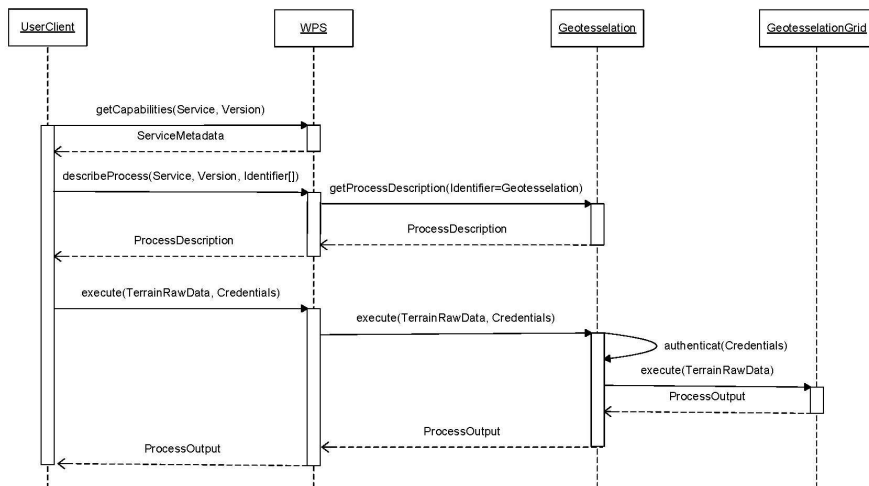 UserClient
WPS
Geotesselation
GeotesselationGrid
getCapabilities(Service, Version)
ServiceMetadata
describeProcess(Service, Version, Identifier[])
getProcessDescription(Identifier=Geotesselation)
ProcessDescription
ProcessDescription
execute(TerrainRawData, Credentials)
execute(TerrainRawData, Credentials)
authenticat(Credentials)
execute(TerrainRawData)
ProcessOutput
ProcessOutput
ProcessOutput